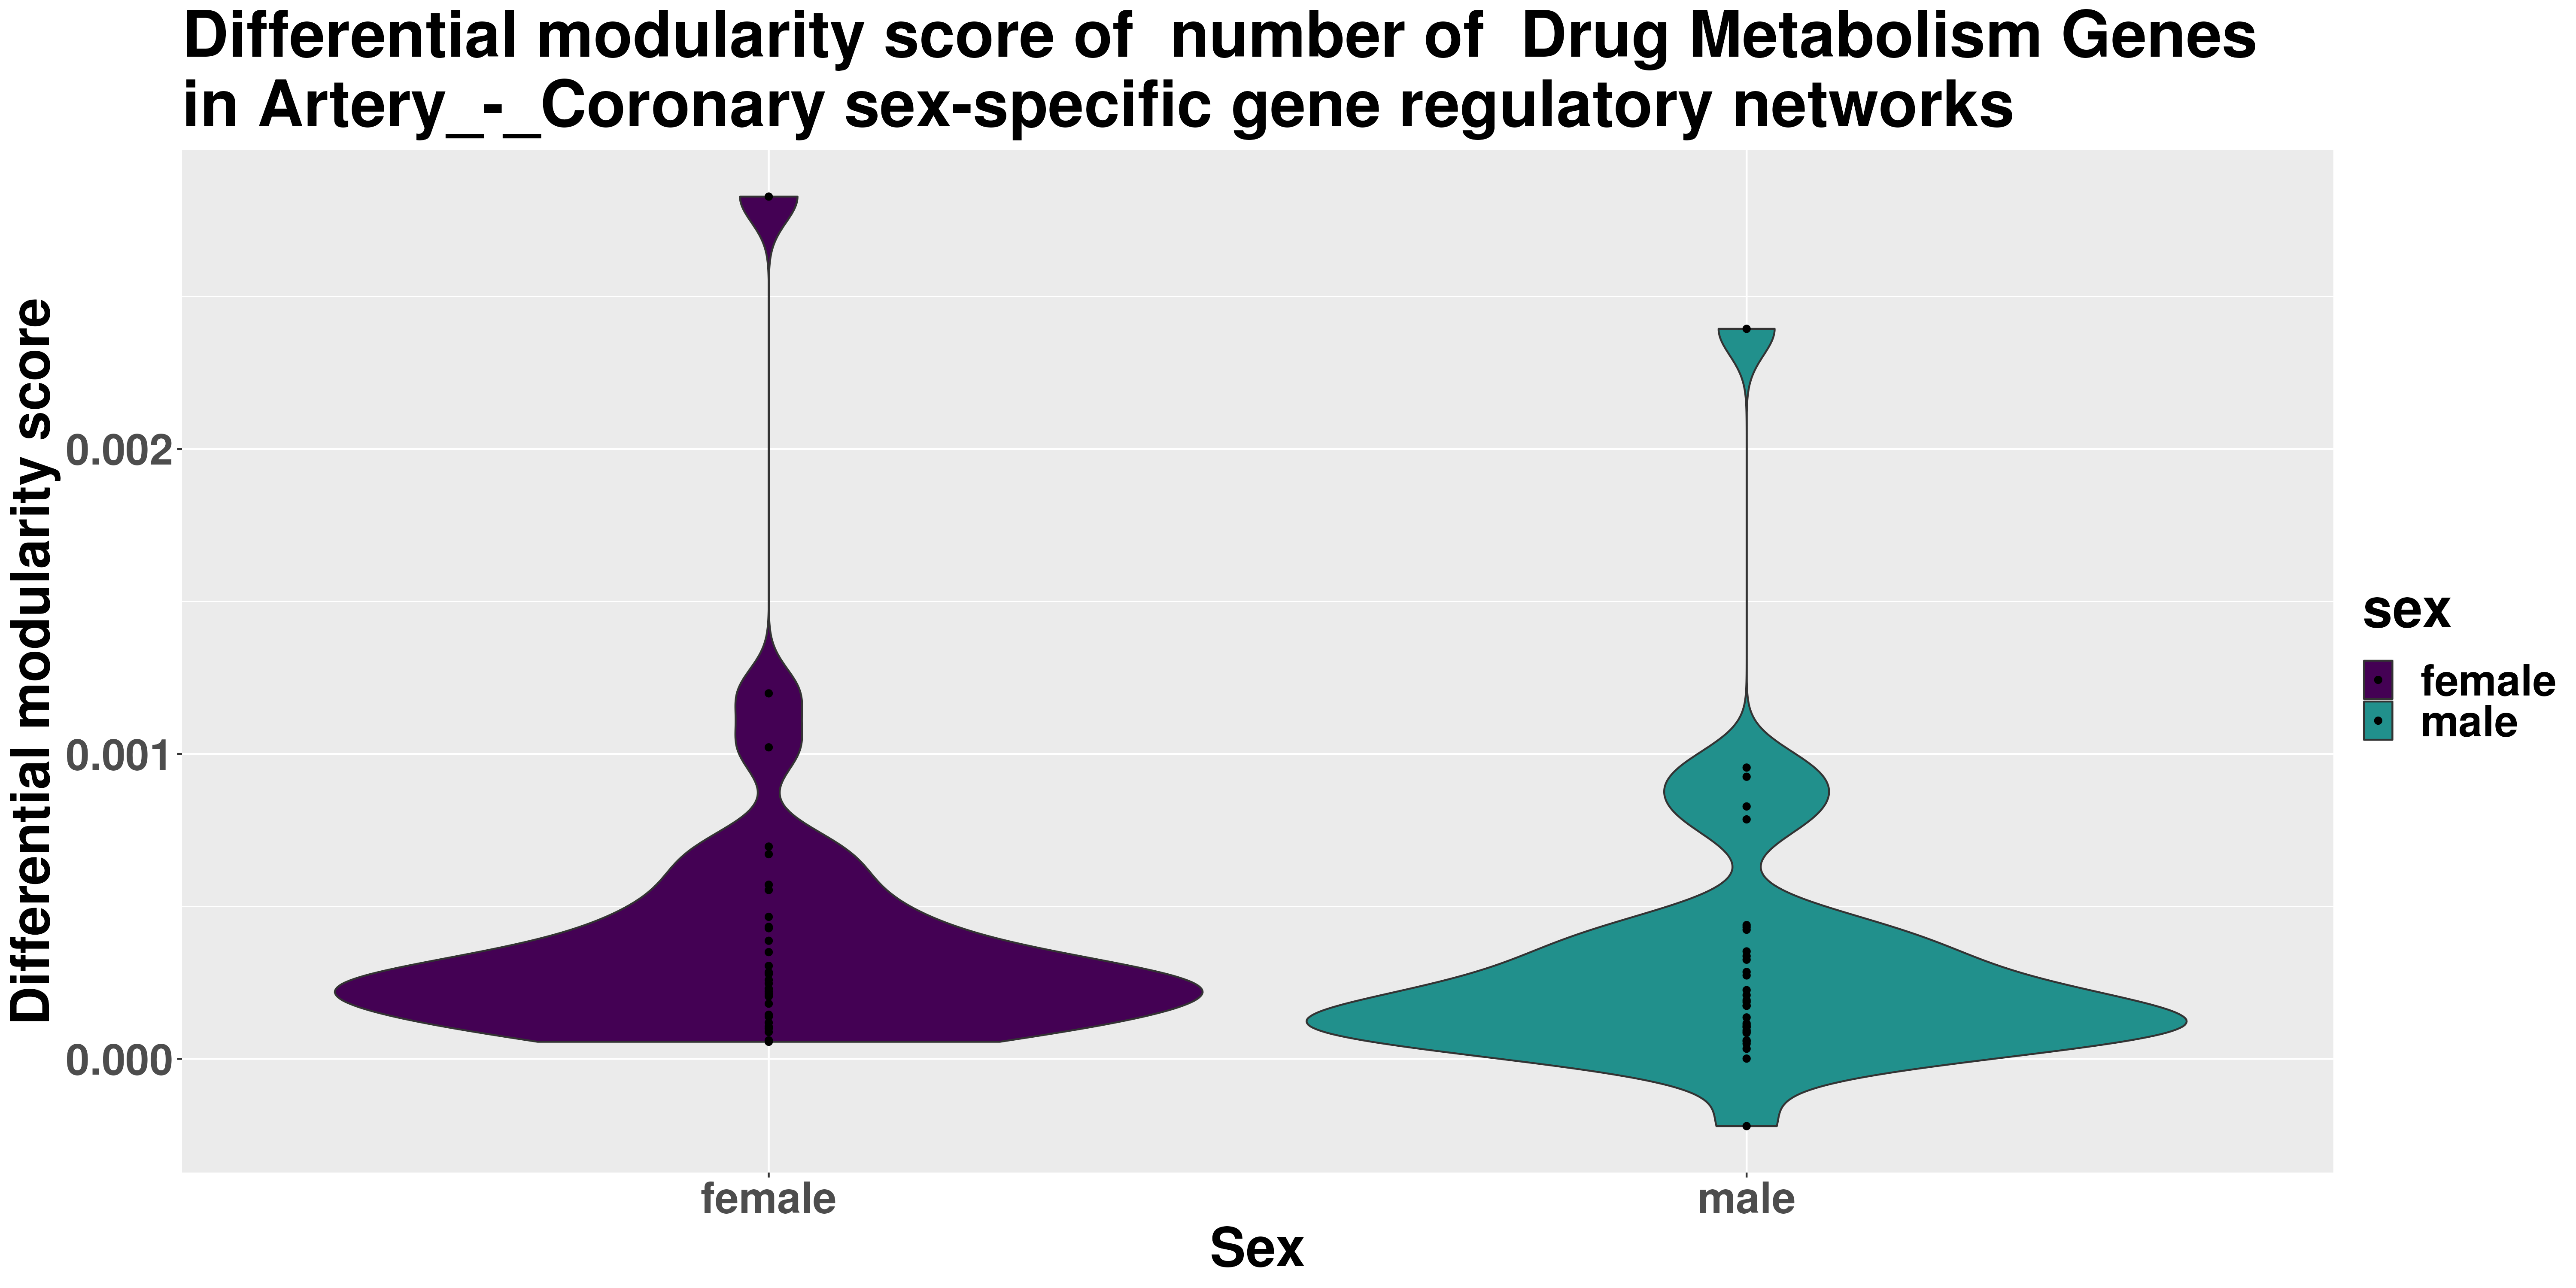 Differential modularity score of  number of  Drug Metabolism Genes
in Artery_-_Coronary sex-specific gene regulatory networks
Differential modularity score
0.002
0.001
0.000
female
male
Sex
sex
female
male